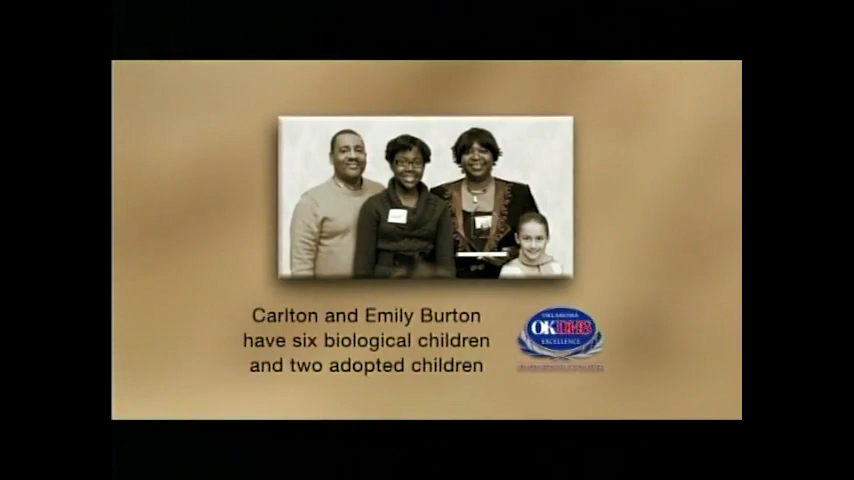 Carlton and Emily Burton
have six biological children
and two adopted children
OKLAHOMA
OKDHS
EXCELLENCE